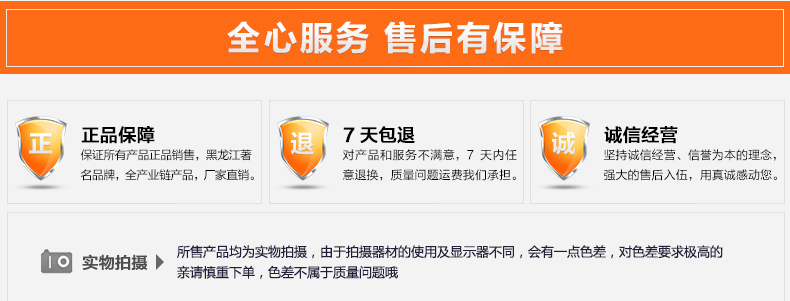 全心服务 售后有保障
正
正品保障
保证所有产品正品销售，黑龙江著
名品牌，全产业链产品，厂家直销。
退
7 天包退
对产品和服务不满意，7 天内任
意退换，质量问题运费我们承担。
诚
诚信经营
坚持诚信经营、信誉为本的理念，
强大的售后入伍，用真诚感动您。
实物拍摄
所售产品均为实物拍摄，由于拍摄器材的使用及显示器不同，会有一点色差，对色差要求极高的
亲请慎重下单，色差不属于质量问题哦